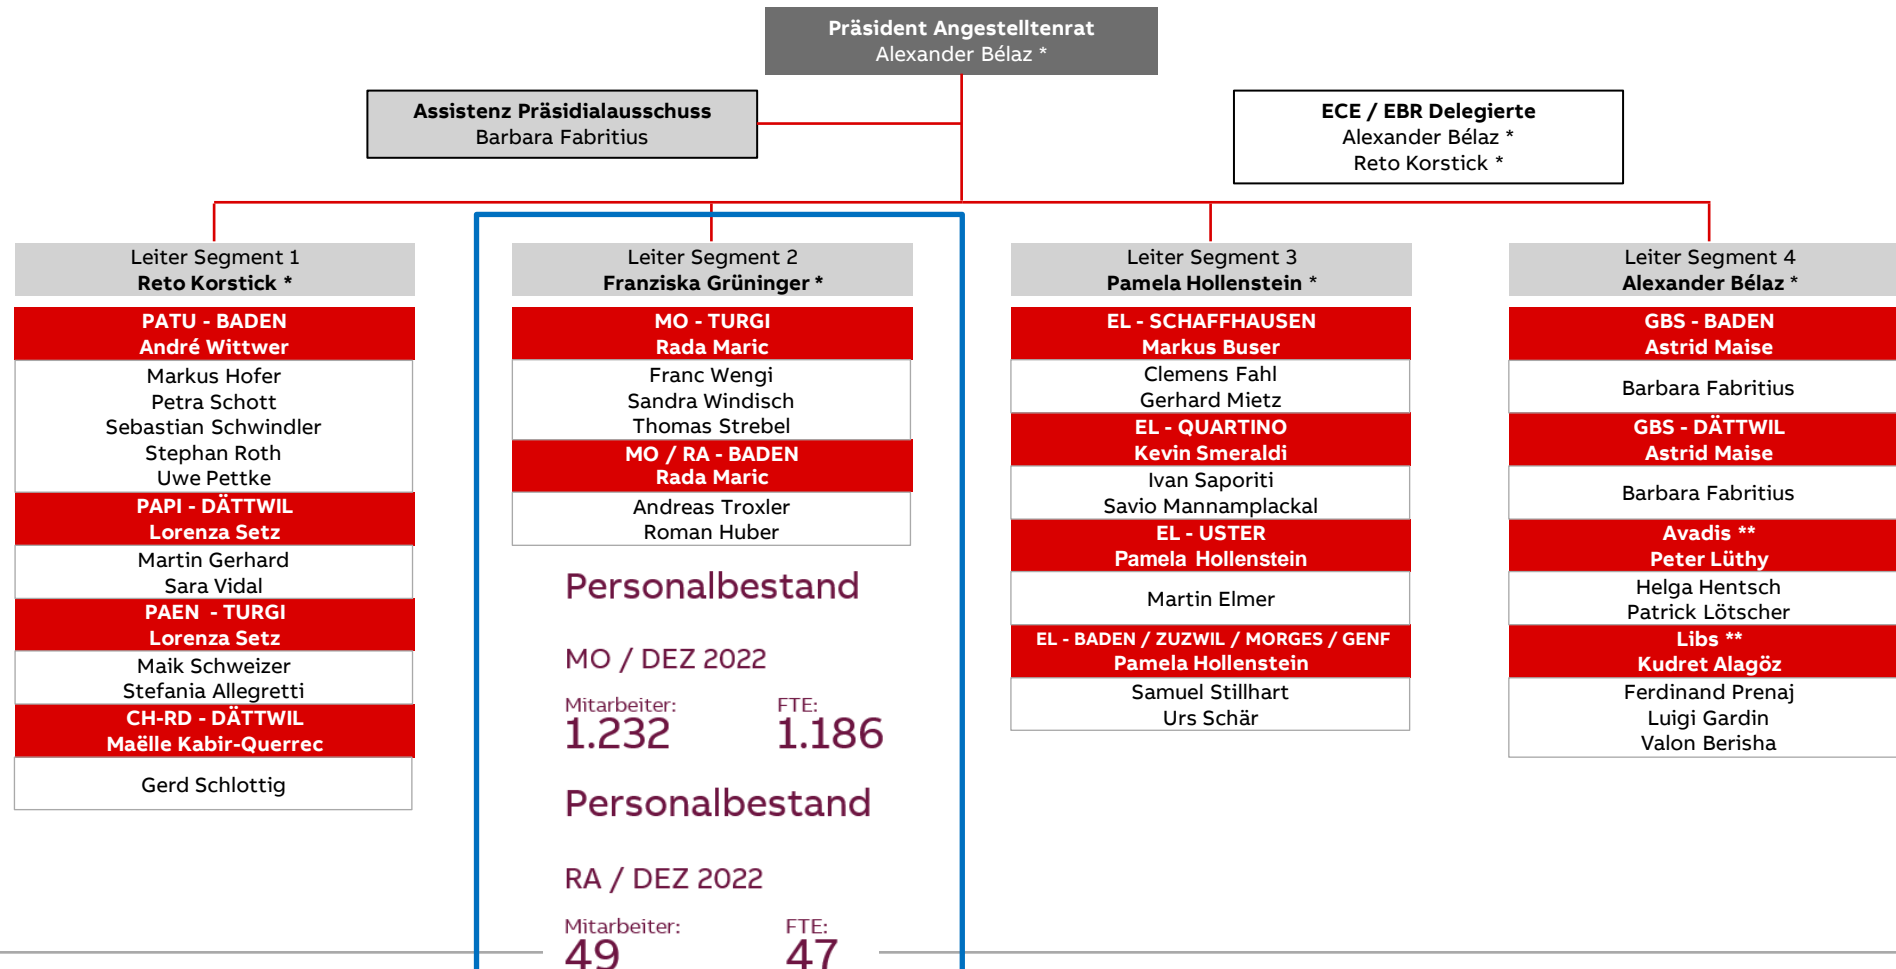 Präsident Angestelltenrat
Alexander Bélaz *
Assistenz Präsidialausschuss
Barbara Fabritius
ECE / EBR Delegierte
Alexander Bélaz *
Reto Korstick *
Leiter Segment 1
Reto Korstick *
PATU - BADEN
André Wittwer
Markus Hofer
Petra Schott
Sebastian Schwindler
Stephan Roth
Uwe Pettke
PAPI - DÄTTWIL
Lorenza Setz
Martin Gerhard
Sara Vidal
PAEN - TURGI
Lorenza Setz
Maik Schweizer
Stefania Allegretti
CH-RD - DÄTTWIL
Maëlle Kabir-Querrec
Gerd Schlottig
Leiter Segment 2
Franziska Grüninger *
MO - TURGI
Rada Maric
Franc Wengi
Sandra Windisch
Thomas Strebel
MO / RA - BADEN
Rada Maric
Andreas Troxler
Roman Huber
Personalbestand
MO / DEZ 2022
Mitarbeiter: FTE:
1.232 1.186
Personalbestand
RA / DEZ 2022
Mitarbeiter: FTE:
49 47
Leiter Segment 3
Pamela Hollenstein *
EL - SCHAFFHAUSEN
Markus Buser
Clemens Fahl
Gerhard Mietz
EL - QUARTINO
Kevin Smeraldi
Ivan Saporiti
Savio Mannamplackal
EL - USTER
Pamela Hollenstein
Martin Elmer
EL - BADEN / ZUZWIL / MORGES / GENF
Pamela Hollenstein
Samuel Stillhart
Urs Schär
Leiter Segment 4
Alexander Bélaz *
GBS - BADEN
Astrid Maise
Barbara Fabritius
GBS - DÄTTWIL
Astrid Maise
Barbara Fabritius
Avadis **
Peter Lüthy
Helga Hentsch
Patrick Lötscher
Libs **
Kudret Alagöz
Ferdinand Prenaj
Luigi Gardin
Valon Berisha